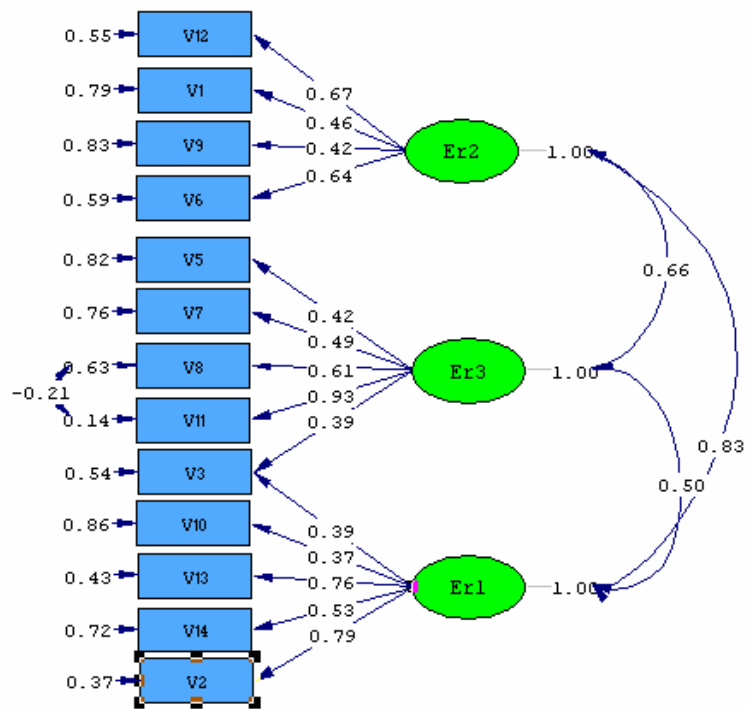 0.55 V12
0.67
0.79 V1
0.46
0.83 V9
0.42
Er2 1.00
0.59 V6
0.64
0.82 V5
0.66
0.76 V7
0.42
0.49
0.63 V8
0.61
Er3 1.00
-0.21
0.93
0.14 V11
0.39
0.54 V3
0.83
0.50
0.86 V10
0.39
0.37
0.43 V13
0.76
Er1 1.00
0.53
0.72 V14
0.79
0.37 V2